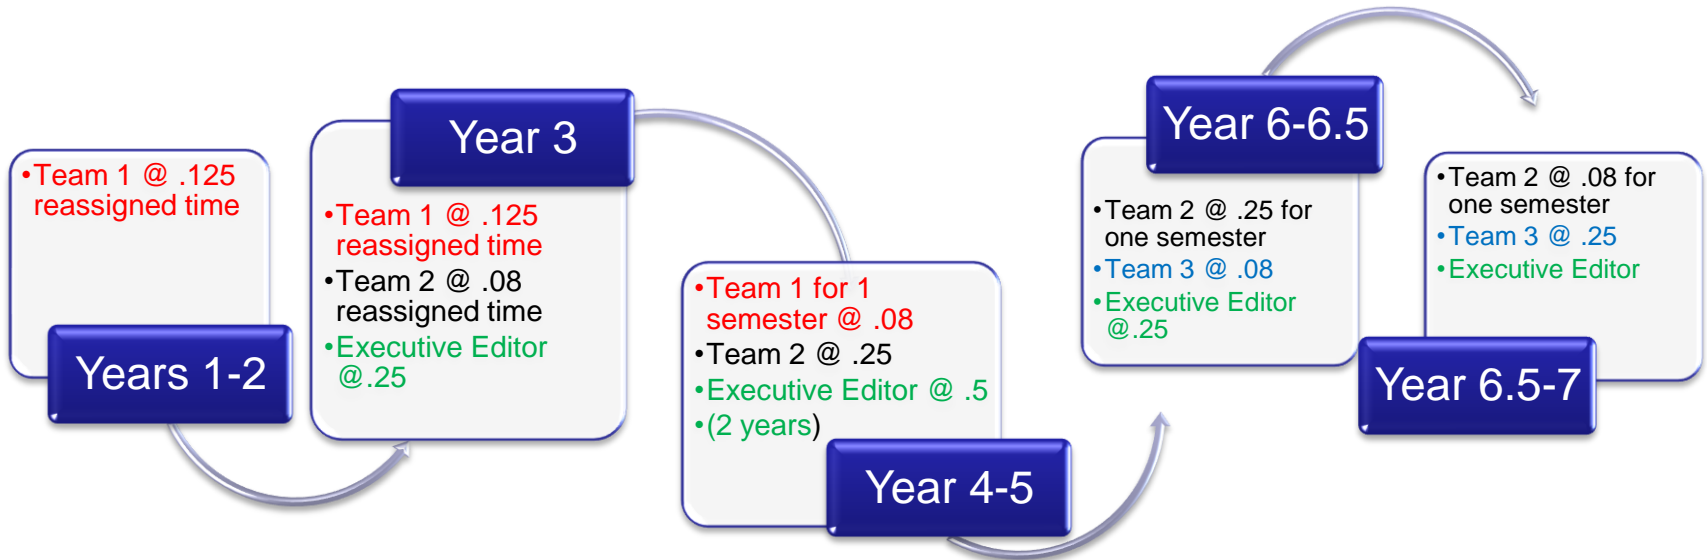 •Team 1 @ .125
reassigned time
Years 1-2
Year 3
•Team 1 @ .125
reassigned time
•Team 2 @ .08
reassigned time
•Executive Editor
@.25
•Team 1 for 1
semester @ .08
•Team 2 @ .25
•Executive Editor @ .5
•(2 years)
Year 4-5
Year 6-6.5
•Team 2 @ .25 for
one semester
•Team 3 @ .08
•Executive Editor
@.25
•Team 2 @ .08 for
one semester
•Team 3 @ .25
•Executive Editor
Year 6.5-7